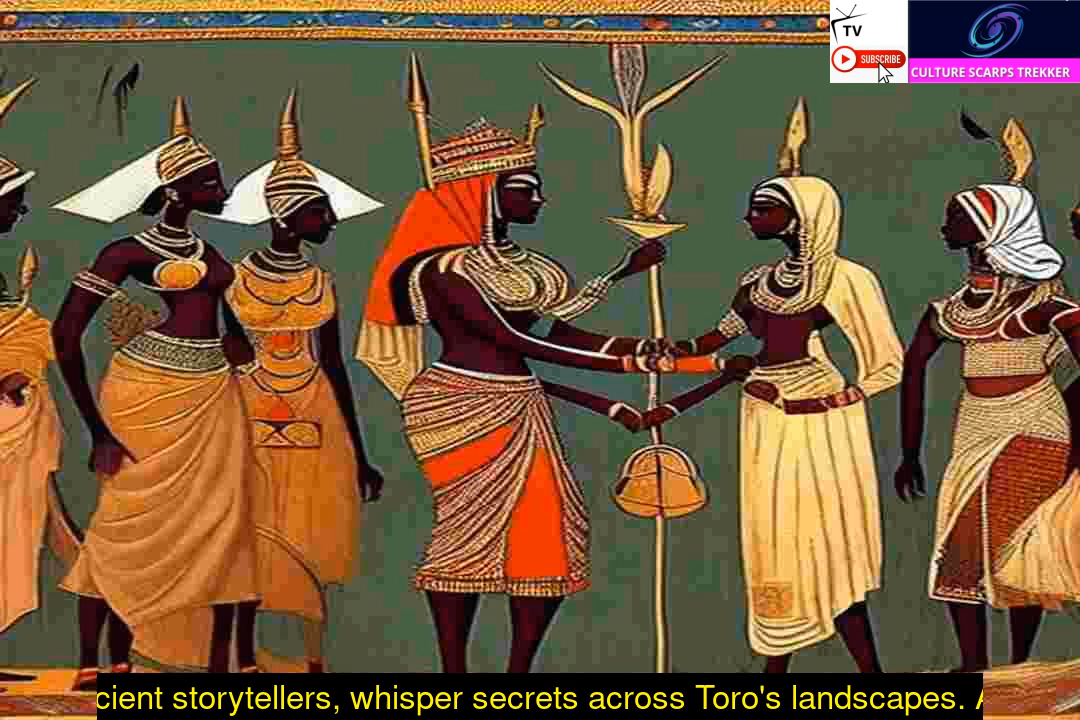 TV
SUBSCRIBE
CULTURE SCARPS TREKKER
cient storytellers, whisper secrets across Toro's landscapes.